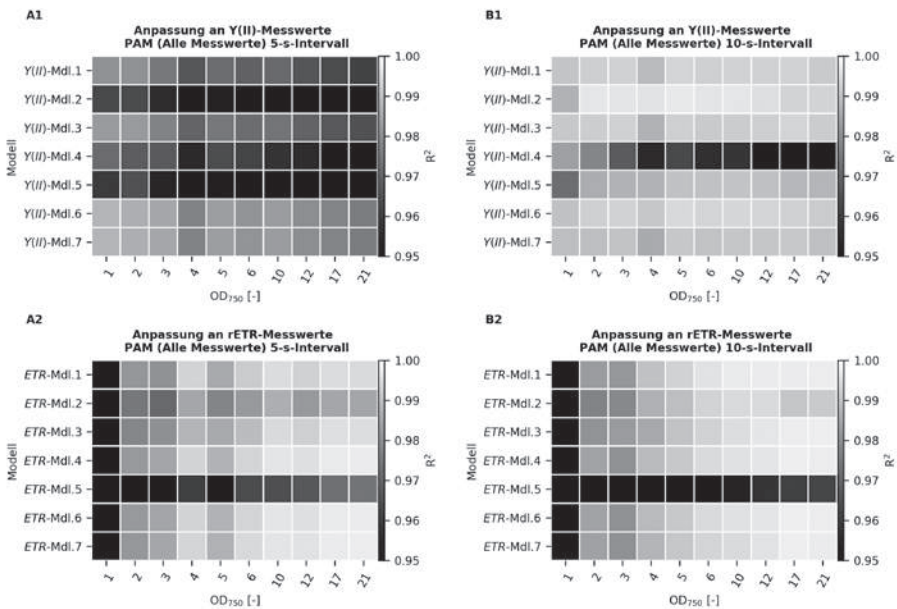 A1
Anpassung an Y(II)-Messwerte
PAM (Alle Messwerte) 5-s-Intervall
Modell
Y(II)-Mdl.1
Y(II)-Mdl.2
Y(II)-Mdl.3
Y(II)-Mdl.4
Y(II)-Mdl.5
Y(II)-Mdl.6
Y(II)-Mdl.7
1 2 3 4 5 6 10 12 17 21
OD750 [-]
1.00
0.99
0.98
0.97
0.96
0.95
R²
B1
Anpassung an Y(II)-Messwerte
PAM (Alle Messwerte) 10-s-Intervall
Modell
Y(II)-Mdl.1
Y(II)-Mdl.2
Y(II)-Mdl.3
Y(II)-Mdl.4
Y(II)-Mdl.5
Y(II)-Mdl.6
Y(II)-Mdl.7
1 2 3 4 5 6 10 12 17 21
OD750 [-]
1.00
0.99
0.98
0.97
0.96
0.95
R²
A2
Anpassung an rETR-Messwerte
PAM (Alle Messwerte) 5-s-Intervall
Modell
ETR-Mdl.1
ETR-Mdl.2
ETR-Mdl.3
ETR-Mdl.4
ETR-Mdl.5
ETR-Mdl.6
ETR-Mdl.7
1 2 3 4 5 6 10 12 17 21
OD750 [-]
1.00
0.99
0.98
0.97
0.96
0.95
R²
B2
Anpassung an rETR-Messwerte
PAM (Alle Messwerte) 10-s-Intervall
Modell
ETR-Mdl.1
ETR-Mdl.2
ETR-Mdl.3
ETR-Mdl.4
ETR-Mdl.5
ETR-Mdl.6
ETR-Mdl.7
1 2 3 4 5 6 10 12 17 21
OD750 [-]
1.00
0.99
0.98
0.97
0.96
0.95
R²